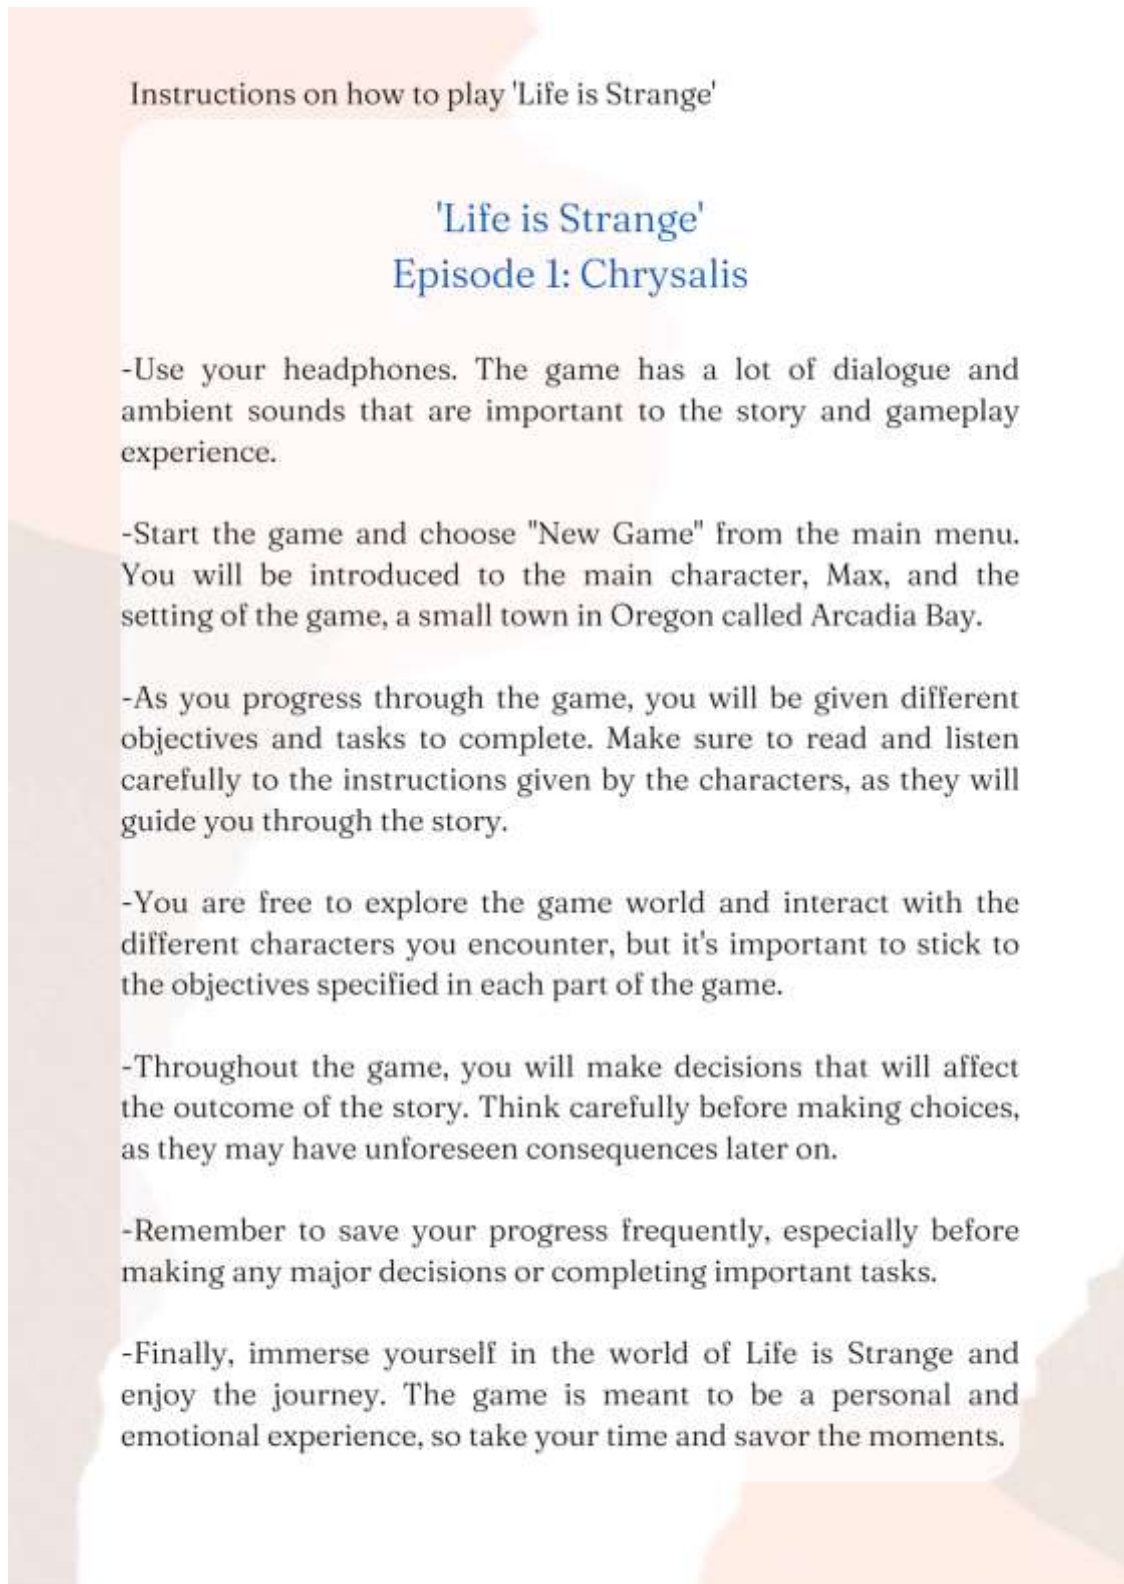 Instructions on how to play 'Life is Strange'
'Life is Strange'
Episode 1: Chrysalis
-Use your headphones. The game has a lot of dialogue and
ambient sounds that are important to the story and gameplay
experience.
-Start the game and choose "New Game" from the main menu.
You will be introduced to the main character, Max, and the
setting of the game, a small town in Oregon called Arcadia Bay.
-As you progress through the game, you will be given different
objectives and tasks to complete. Make sure to read and listen
carefully to the instructions given by the characters, as they will
guide you through the story.
-You are free to explore the game world and interact with the
different characters you encounter, but it's important to stick to
the objectives specified in each part of the game.
-Throughout the game, you will make decisions that will affect
the outcome of the story. Think carefully before making choices,
as they may have unforeseen consequences later on.
-Remember to save your progress frequently, especially before
making any major decisions or completing important tasks.
-Finally, immerse yourself in the world of Life is Strange and
enjoy the journey. The game is meant to be a personal and
emotional experience, so take your time and savor the moments.